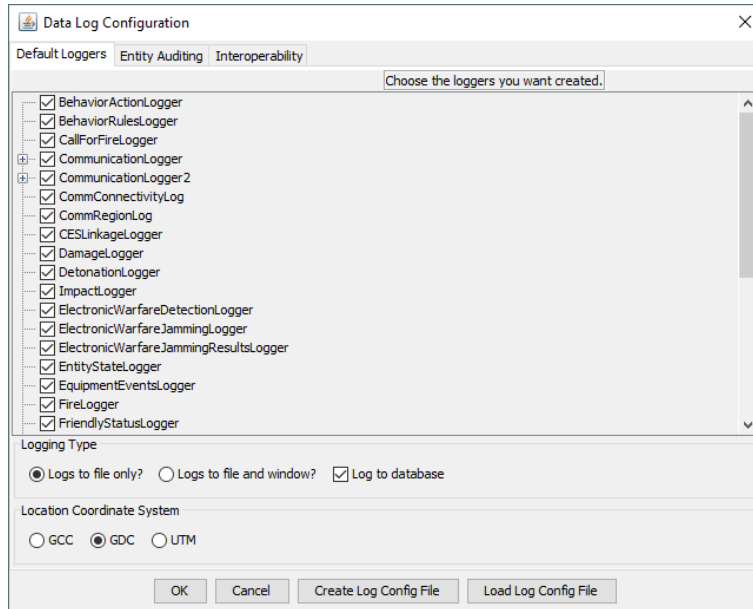 Data Log Configuration
Default Loggers Entity Auditing Interoperability
Choose the loggers you want created.
BehaviorActionLogger
BehaviorRulesLogger
CallForFireLogger
CommunicationLogger
CommunicationLogger2
CommConnectivityLog
CommRegionLog
CESLinkageLogger
DamageLogger
DetonationLogger
ImpactLogger
ElectronicWarfareDetectionLogger
ElectronicWarfareJammingLogger
ElectronicWarfareJammingResultsLogger
EntityStateLogger
EquipmentEventsLogger
FireLogger
FriendlyStatusLogger
Logging Type
Logs to file only? Logs to file and window? Log to database
Location Coordinate System
GCC GDC UTM
OK Cancel Create Log Config File Load Log Config File